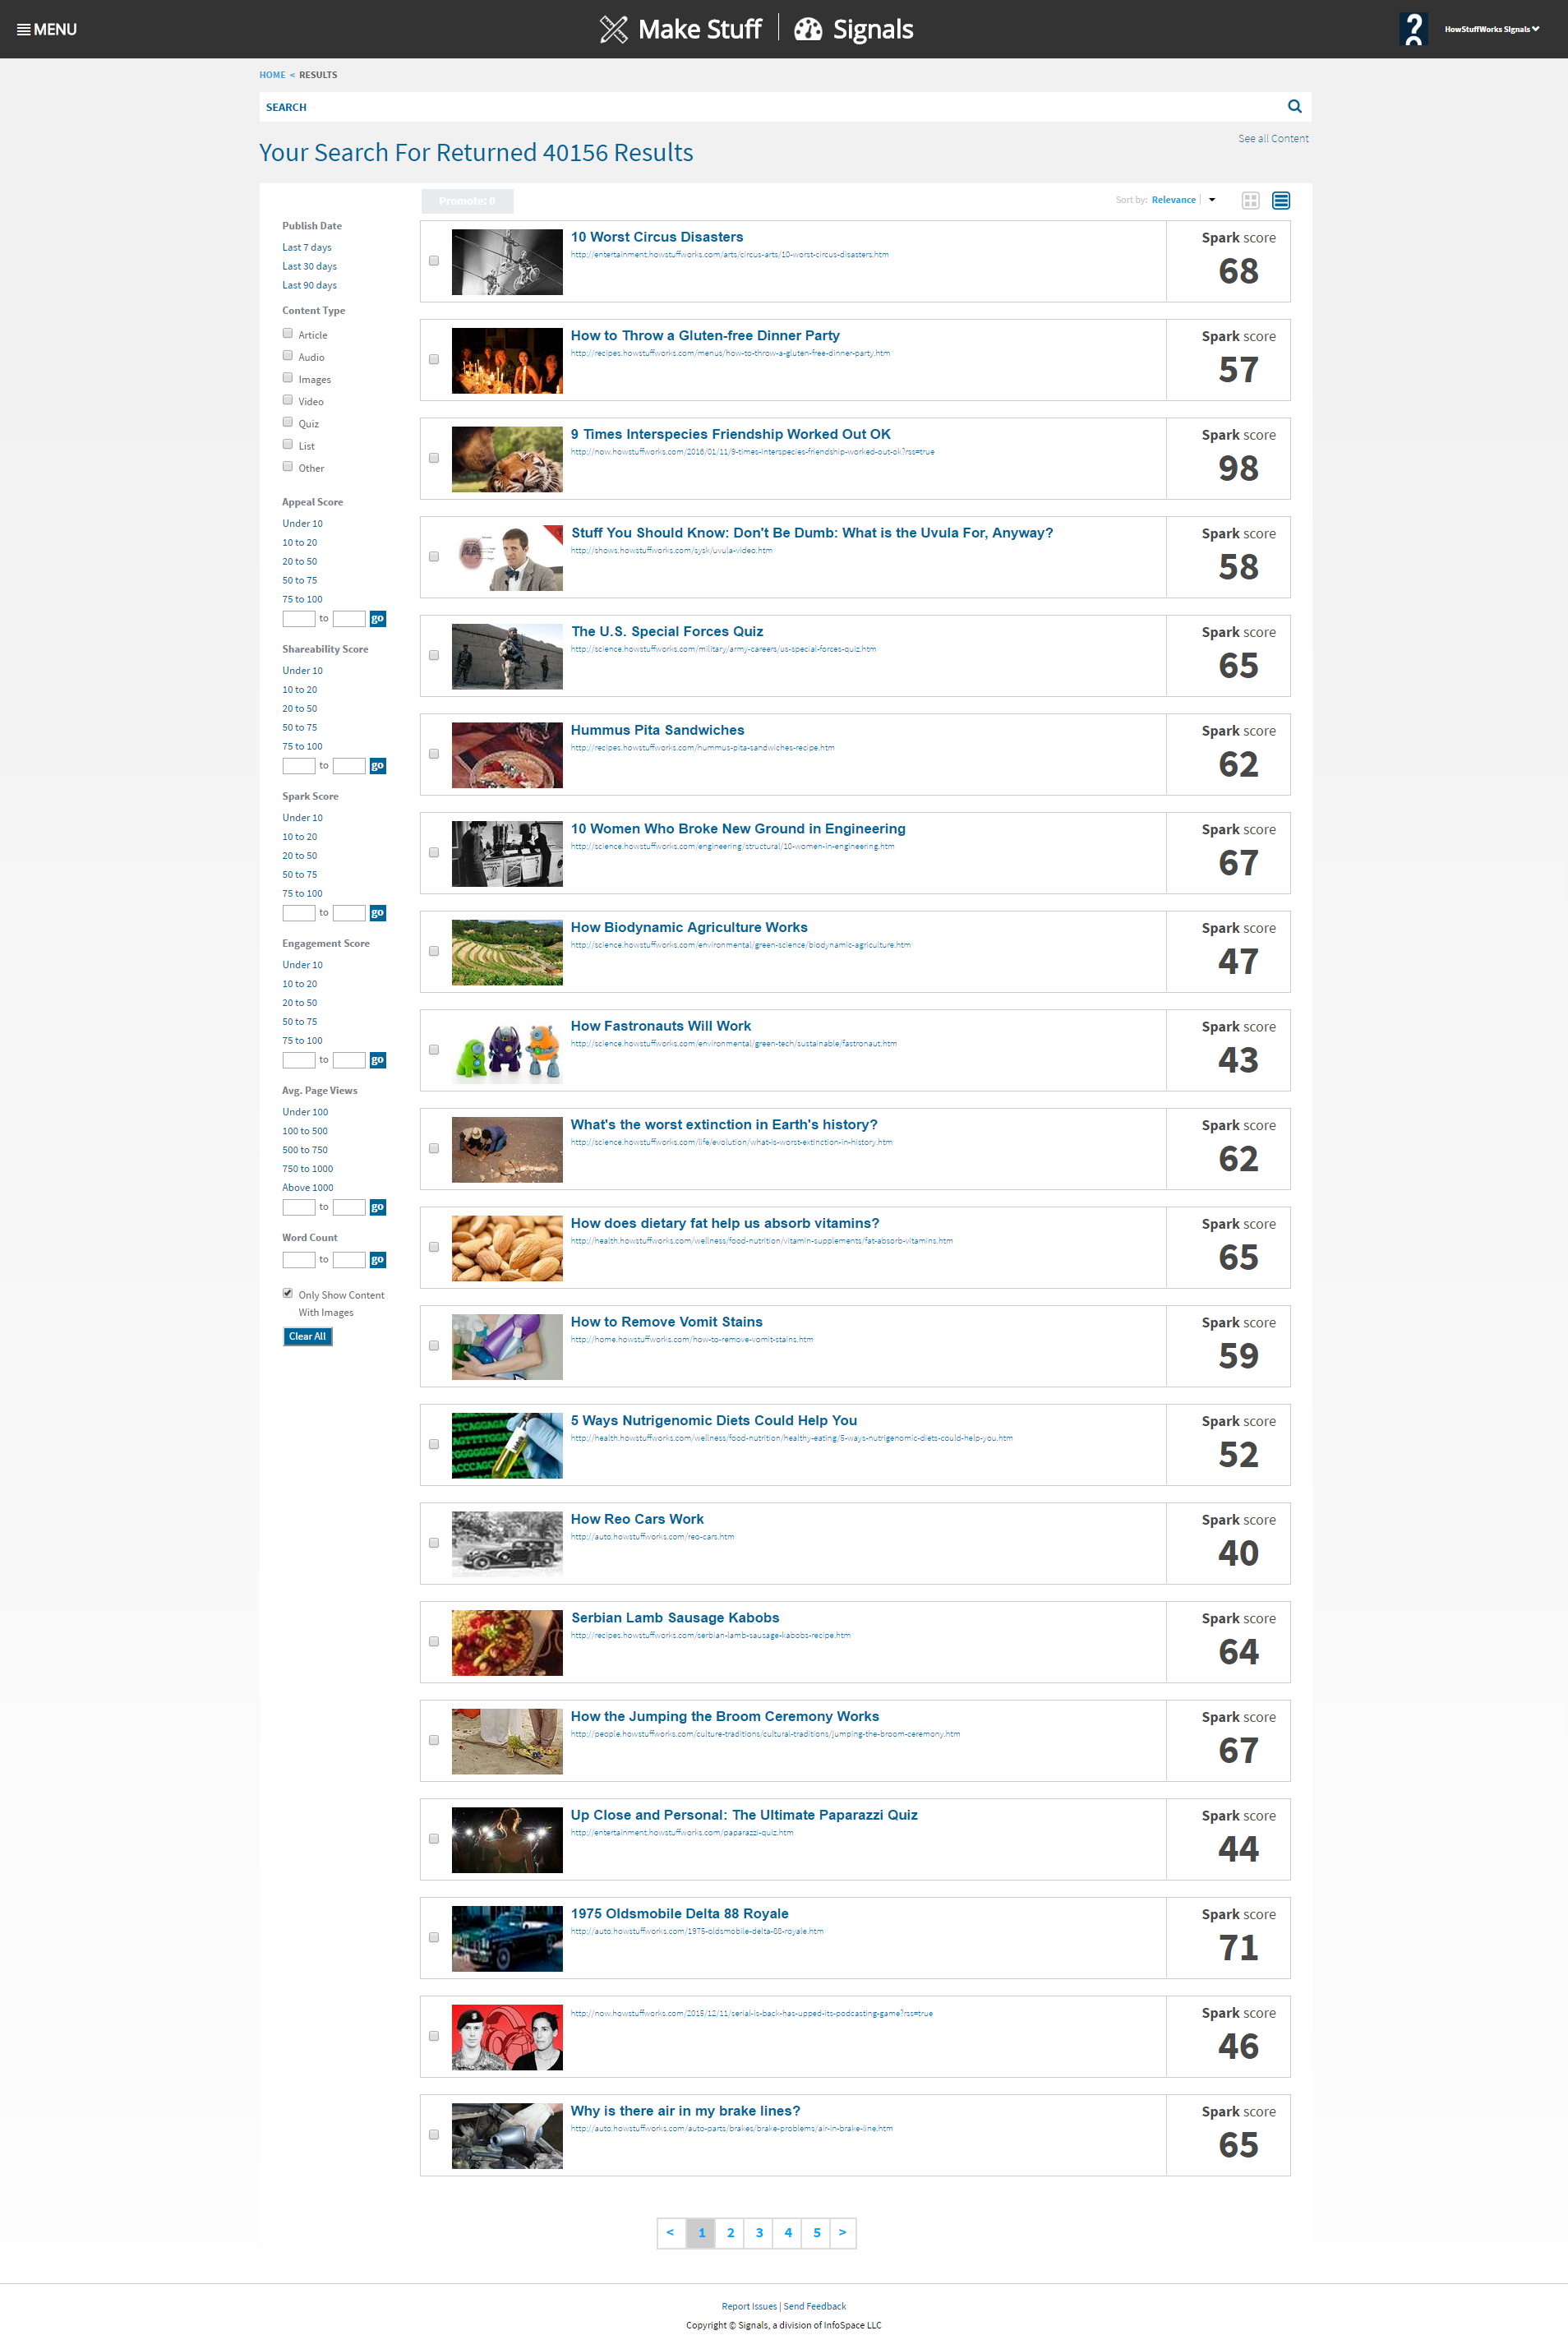 MENU
Make Stuff | Signals
HowStuffWorks Signals
HOME < RESULTS
SEARCH
See all Content
Your Search For Returned 40156 Results
Promote: 0
Sort by: Relevance |
Publish Date
Last 7 days
Last 30 days
Last 90 days
Content Type
Article
Audio
Images
Video
Quiz
List
Other
Appeal Score
Under 10
10 to 20
20 to 50
50 to 75
75 to 100
to go
Shareability Score
Under 10
10 to 20
20 to 50
50 to 75
75 to 100
to go
Spark Score
Under 10
10 to 20
20 to 50
50 to 75
75 to 100
to go
Engagement Score
Under 10
10 to 20
20 to 50
50 to 75
75 to 100
to go
Avg. Page Views
Under 100
100 to 500
500 to 750
750 to 1000
Above 1000
to go
Word Count
to go
Only Show Content
With Images
Clear All
10 Worst Circus Disasters
http://entertainment.howstuffworks.com/arts/circus-arts/10-worst-circus-disasters.htm
Spark score
68
How to Throw a Gluten-free Dinner Party
http://recipes.howstuffworks.com/menus/how-to-throw-a-gluten-free-dinner-party.htm
Spark score
57
9 Times Interspecies Friendship Worked Out OK
http://now.howstuffworks.com/2016/01/11/9-times-interspecies-friendship-worked-out-ok?rss=true
Spark score
98
Stuff You Should Know: Don't Be Dumb: What is the Uvula For, Anyway?
http://shows.howstuffworks.com/sysk/uvula-video.htm
Spark score
58
The U.S. Special Forces Quiz
http://science.howstuffworks.com/military/army-careers/us-special-forces-quiz.htm
Spark score
65
Hummus Pita Sandwiches
http://recipes.howstuffworks.com/hummus-pita-sandwiches-recipe.htm
Spark score
62
10 Women Who Broke New Ground in Engineering
http://science.howstuffworks.com/engineering/structural/10-women-in-engineering.htm
Spark score
67
How Biodynamic Agriculture Works
http://science.howstuffworks.com/environmental/green-science/biodynamic-agriculture.htm
Spark score
47
How Fastronauts Will Work
http://science.howstuffworks.com/environmental/green-tech/sustainable/fastronaut.htm
Spark score
43
What's the worst extinction in Earth's history?
http://science.howstuffworks.com/life/evolution/what-is-worst-extinction-in-history.htm
Spark score
62
How does dietary fat help us absorb vitamins?
http://health.howstuffworks.com/wellness/food-nutrition/vitamin-supplements/fat-absorb-vitamins.htm
Spark score
65
How to Remove Vomit Stains
http://home.howstuffworks.com/how-to-remove-vomit-stains.htm
Spark score
59
5 Ways Nutrigenomic Diets Could Help You
http://health.howstuffworks.com/wellness/food-nutrition/healthy-eating/5-ways-nutrigenomic-diets-could-help-you.htm
Spark score
52
How Reo Cars Work
http://auto.howstuffworks.com/reo-cars.htm
Spark score
40
Serbian Lamb Sausage Kabobs
http://recipes.howstuffworks.com/serbian-lamb-sausage-kabobs-recipe.htm
Spark score
64
How the Jumping the Broom Ceremony Works
http://people.howstuffworks.com/culture-traditions/cultural-traditions/jumping-the-broom-ceremony.htm
Spark score
67
Up Close and Personal: The Ultimate Paparazzi Quiz
http://entertainment.howstuffworks.com/paparazzi-quiz.htm
Spark score
44
1975 Oldsmobile Delta 88 Royale
http://auto.howstuffworks.com/1975-oldsmobile-delta-88-royale.htm
Spark score
71
http://now.howstuffworks.com/2015/12/11/serial-is-back-has-upped-its-podcasting-game?rss=true
Spark score
46
Why is there air in my brake lines?
http://auto.howstuffworks.com/auto-parts/brakes/brake-problems/air-in-brake-line.htm
Spark score
65
< 1 2 3 4 5 >
Report Issues | Send Feedback
Copyright © Signals, a division of InfoSpace LLC